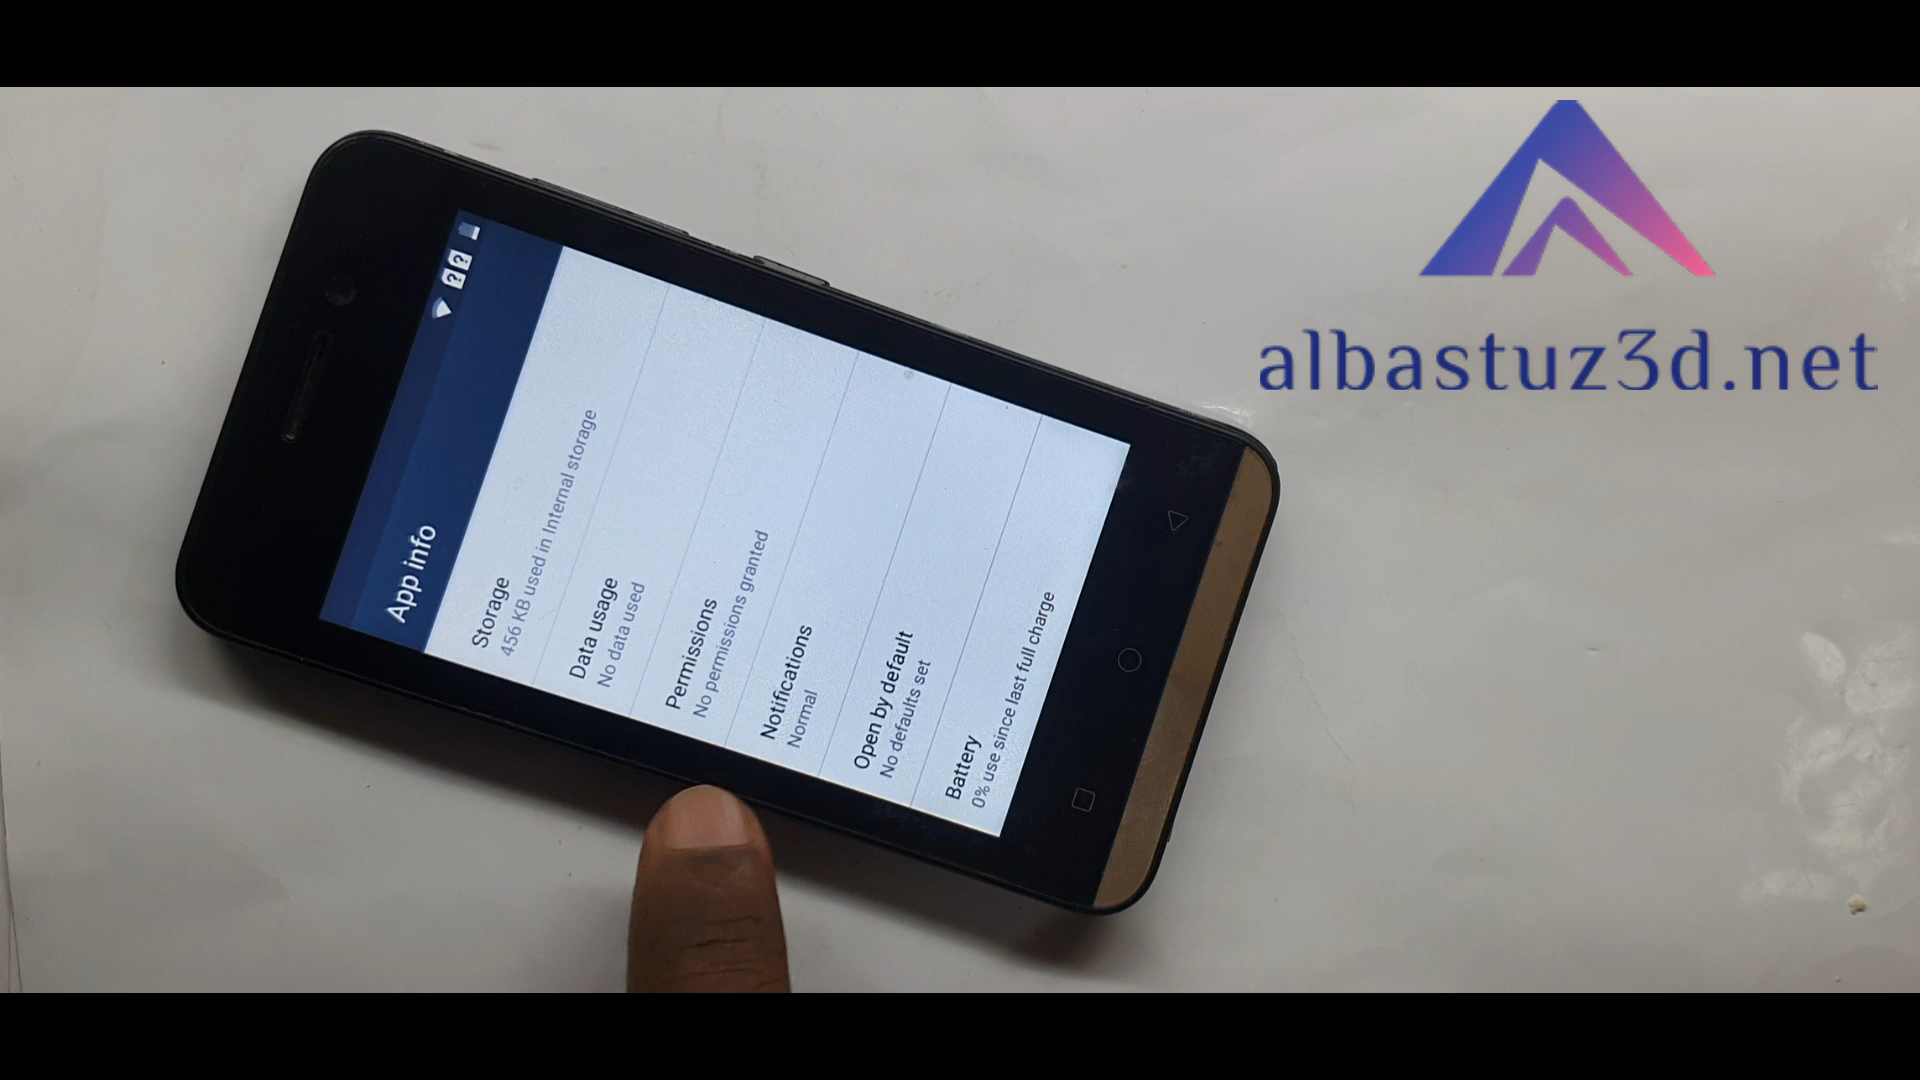 albastuz3d.net
App info
Storage
456 KB used in Internal storage
Data usage
No data used
Permissions
No permissions granted
Notifications
Normal
Open by default
No defaults set
Battery
0% use since last full charge